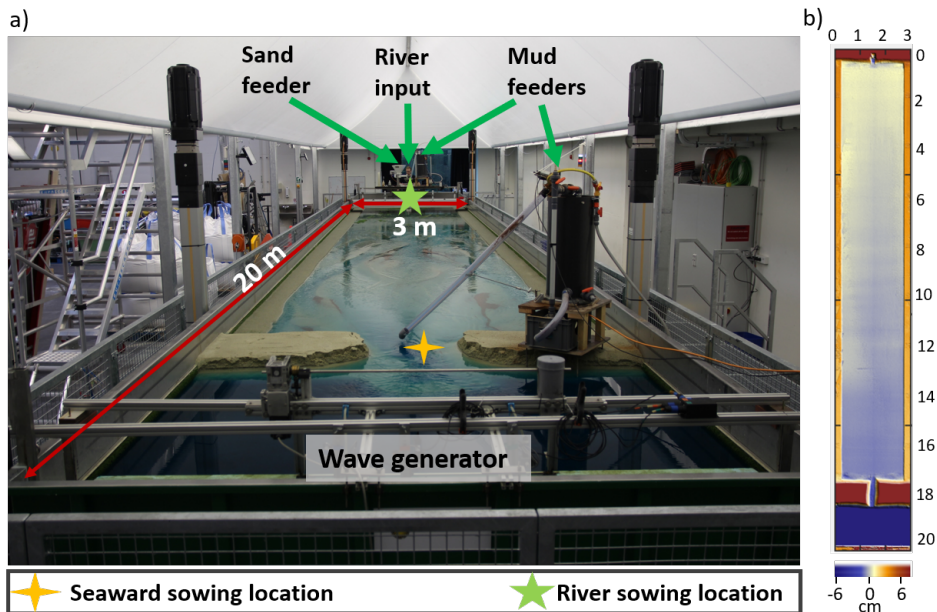 a)
Sand
feeder
River
input
Mud
feeders
3 m
20 m
Wave generator
Seaward sowing location
River sowing location
b)
0 1 2 3
0
2
4
6
8
10
12
14
16
18
20
-6 0 6
cm